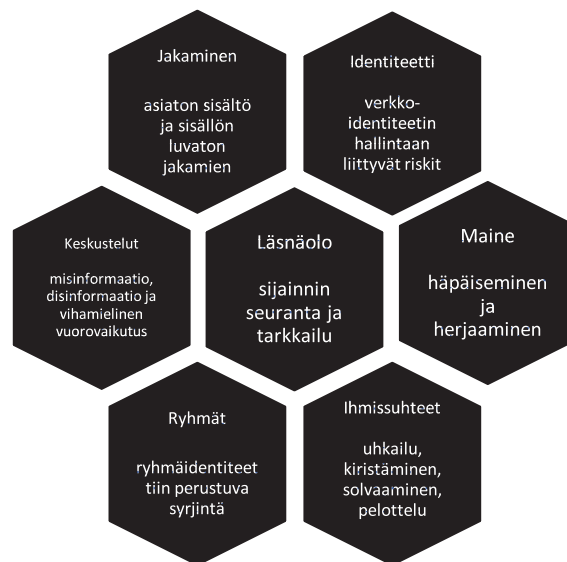 Jakaminen
asiaton sisältö
ja sisällön
luvaton
jakamien
Identiteetti
verkko-
identiteetin
hallintaan
liittyvät riskit
Keskustelut
misinformaatio,
disinformaatio ja
vihamielinen
vuorovaikutus
Läsnäolo
sijainnin
seuranta ja
tarkkailu
Maine
häpäiseminen
ja
herjaaminen
Ryhmät
ryhmäidentiteet
tiin perustuva
syrjintä
Ihmissuhteet
uhkailu,
kiristäminen,
solvaaminen,
pelottelu